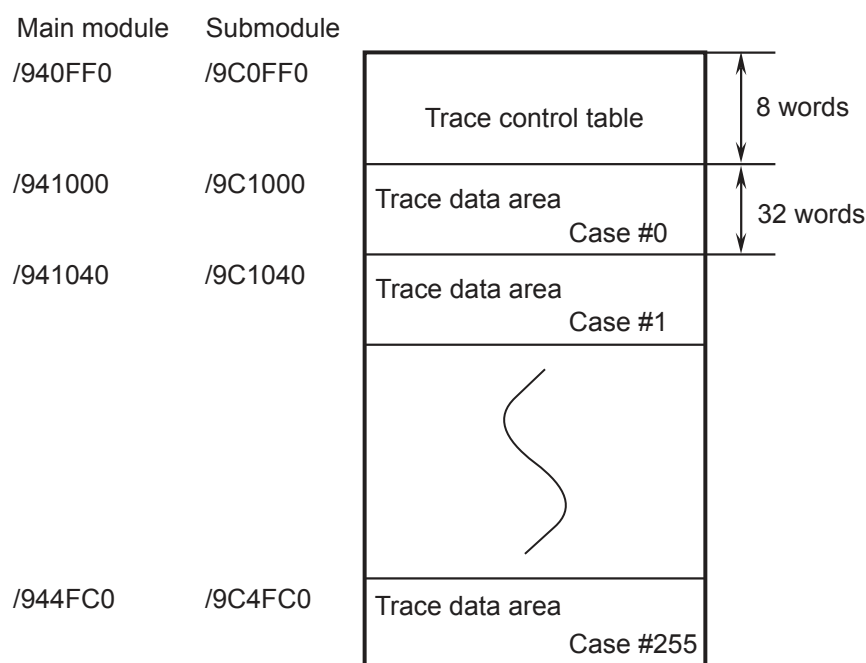 Main module Submodule
/940FF0 /9C0FF0
Trace control table
8 words
/941000 /9C1000
Trace data area
Case #0
32 words
/941040 /9C1040
Trace data area
Case #1
/944FC0 /9C4FC0
Trace data area
Case #255